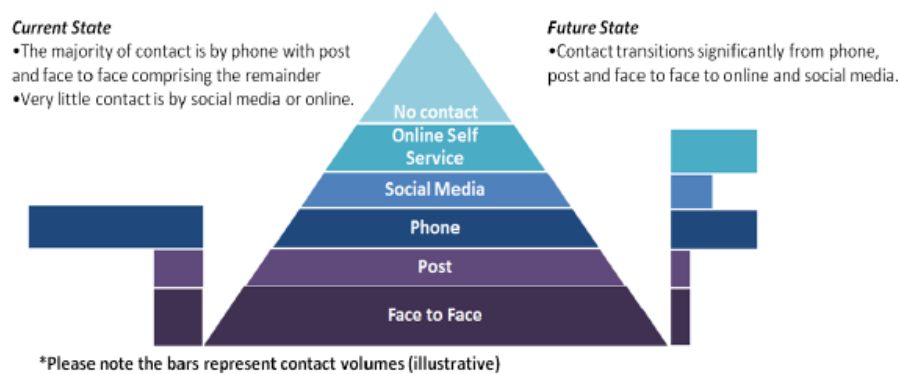 Current State
•The majority of contact is by phone with post
and face to face comprising the remainder
•Very little contact is by social media or online.
Future State
•Contact transitions significantly from phone,
post and face to face to online and social media.
No contact
Online Self
Service
Social Media
Phone
Post
Face to Face
*Please note the bars represent contact volumes (illustrative)